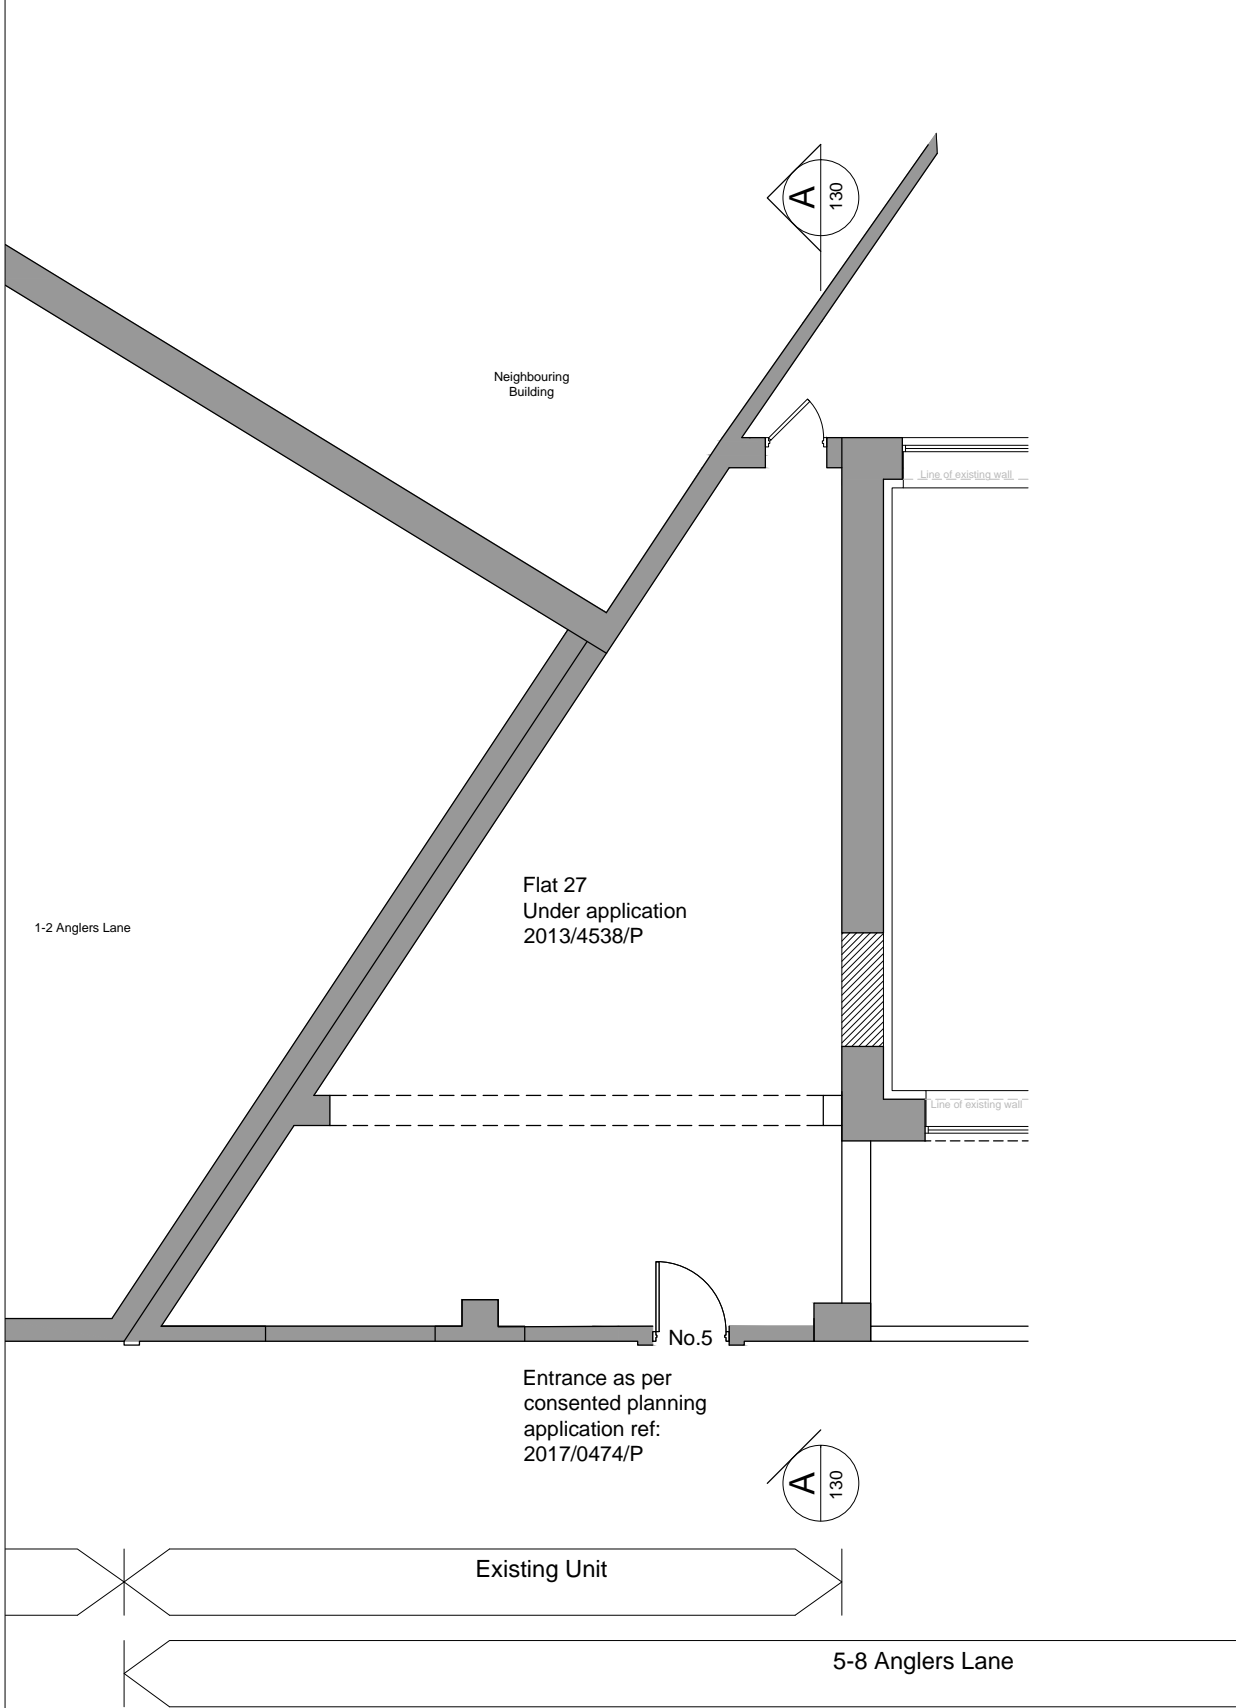 A
130
Neighbouring
Building
Line of existing wall
Flat 27
Under application
2013/4538/P
1-2 Anglers Lane
Line of existing wall
No.5
Entrance as per
consented planning
application ref:
2017/0474/P
A
130
Existing Unit
5-8 Anglers Lane